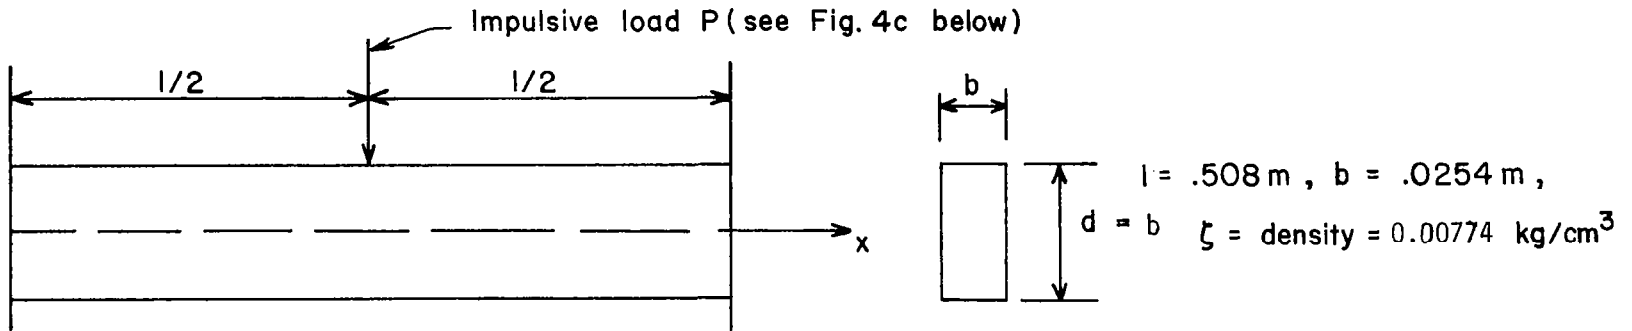 Impulsive load P (see Fig. 4c below)
l/2
l/2
b
l = .508 m , b = .0254 m ,
d = b ζ = density = 0.00774 kg/cm³
x